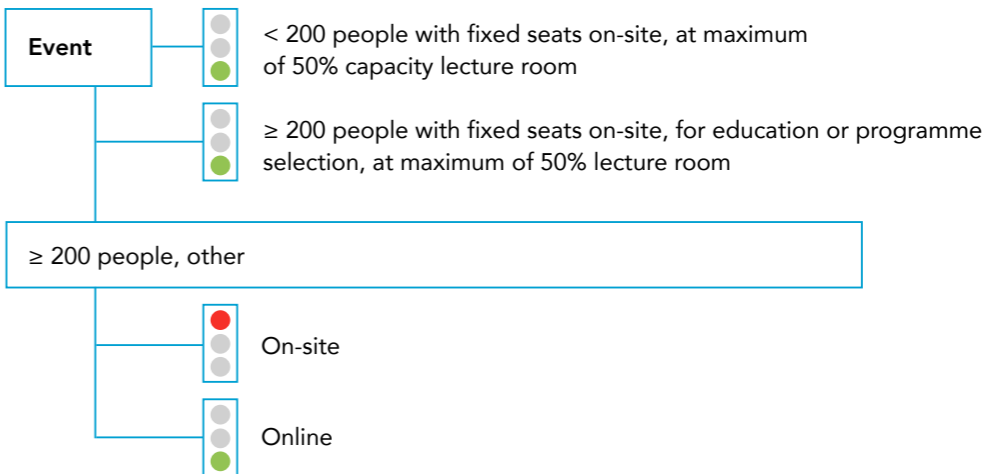 Event
< 200 people with fixed seats on-site, at maximum
of 50% capacity lecture room
≥ 200 people with fixed seats on-site, for education or programme
selection, at maximum of 50% lecture room
≥ 200 people, other
On-site
Online